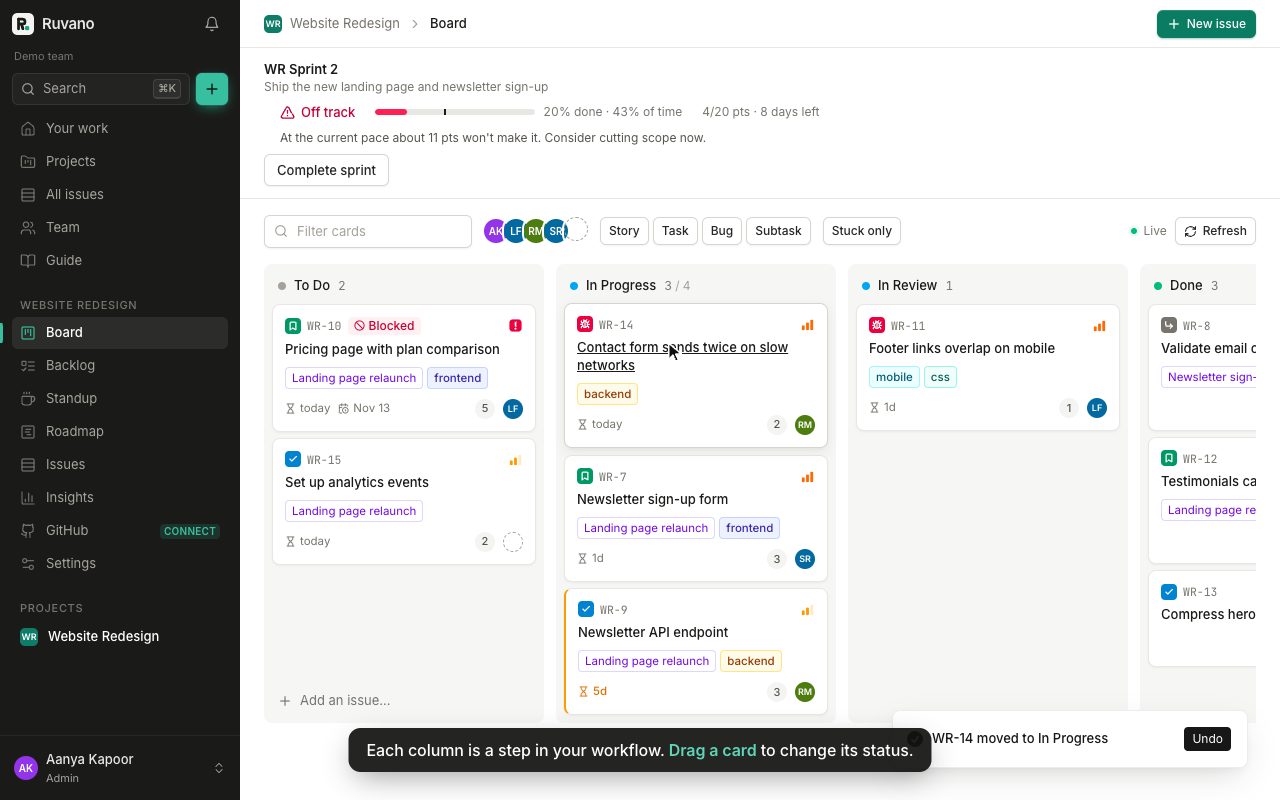 R. Ruvano
Demo team
Search ⌘K
Your work
Projects
All issues
Team
Guide
WEBSITE REDESIGN
Board
Backlog
Standup
Roadmap
Issues
Insights
GitHub CONNECT
Settings
PROJECTS
WR Website Redesign
AK Aanya Kapoor
Admin
WR Website Redesign > Board
New issue
WR Sprint 2
Ship the new landing page and newsletter sign-up
Off track 20% done · 43% of time 4/20 pts · 8 days left
At the current pace about 11 pts won't make it. Consider cutting scope now.
Complete sprint
Filter cards AK LF RM SR Story Task Bug Subtask Stuck only Live Refresh
To Do 2
WR-10 Blocked
Pricing page with plan comparison
Landing page relaunch frontend
today Nov 13 5 LF
WR-15
Set up analytics events
Landing page relaunch
today 2
Add an issue...
In Progress 3 / 4
WR-14
Contact form sends twice on slow
networks
backend
today 2 RM
WR-7
Newsletter sign-up form
Landing page relaunch frontend
1d 3 SR
WR-9
Newsletter API endpoint
Landing page relaunch backend
5d 3 RM
In Review 1
WR-11
Footer links overlap on mobile
mobile css
1d 1 LF
Done 3
WR-8
Validate email
Newsletter sign-
WR-12
Testimonials
Landing page re
WR-13
Compress hero
Each column is a step in your workflow. Drag a card to change its status.
WR-14 moved to In Progress Undo